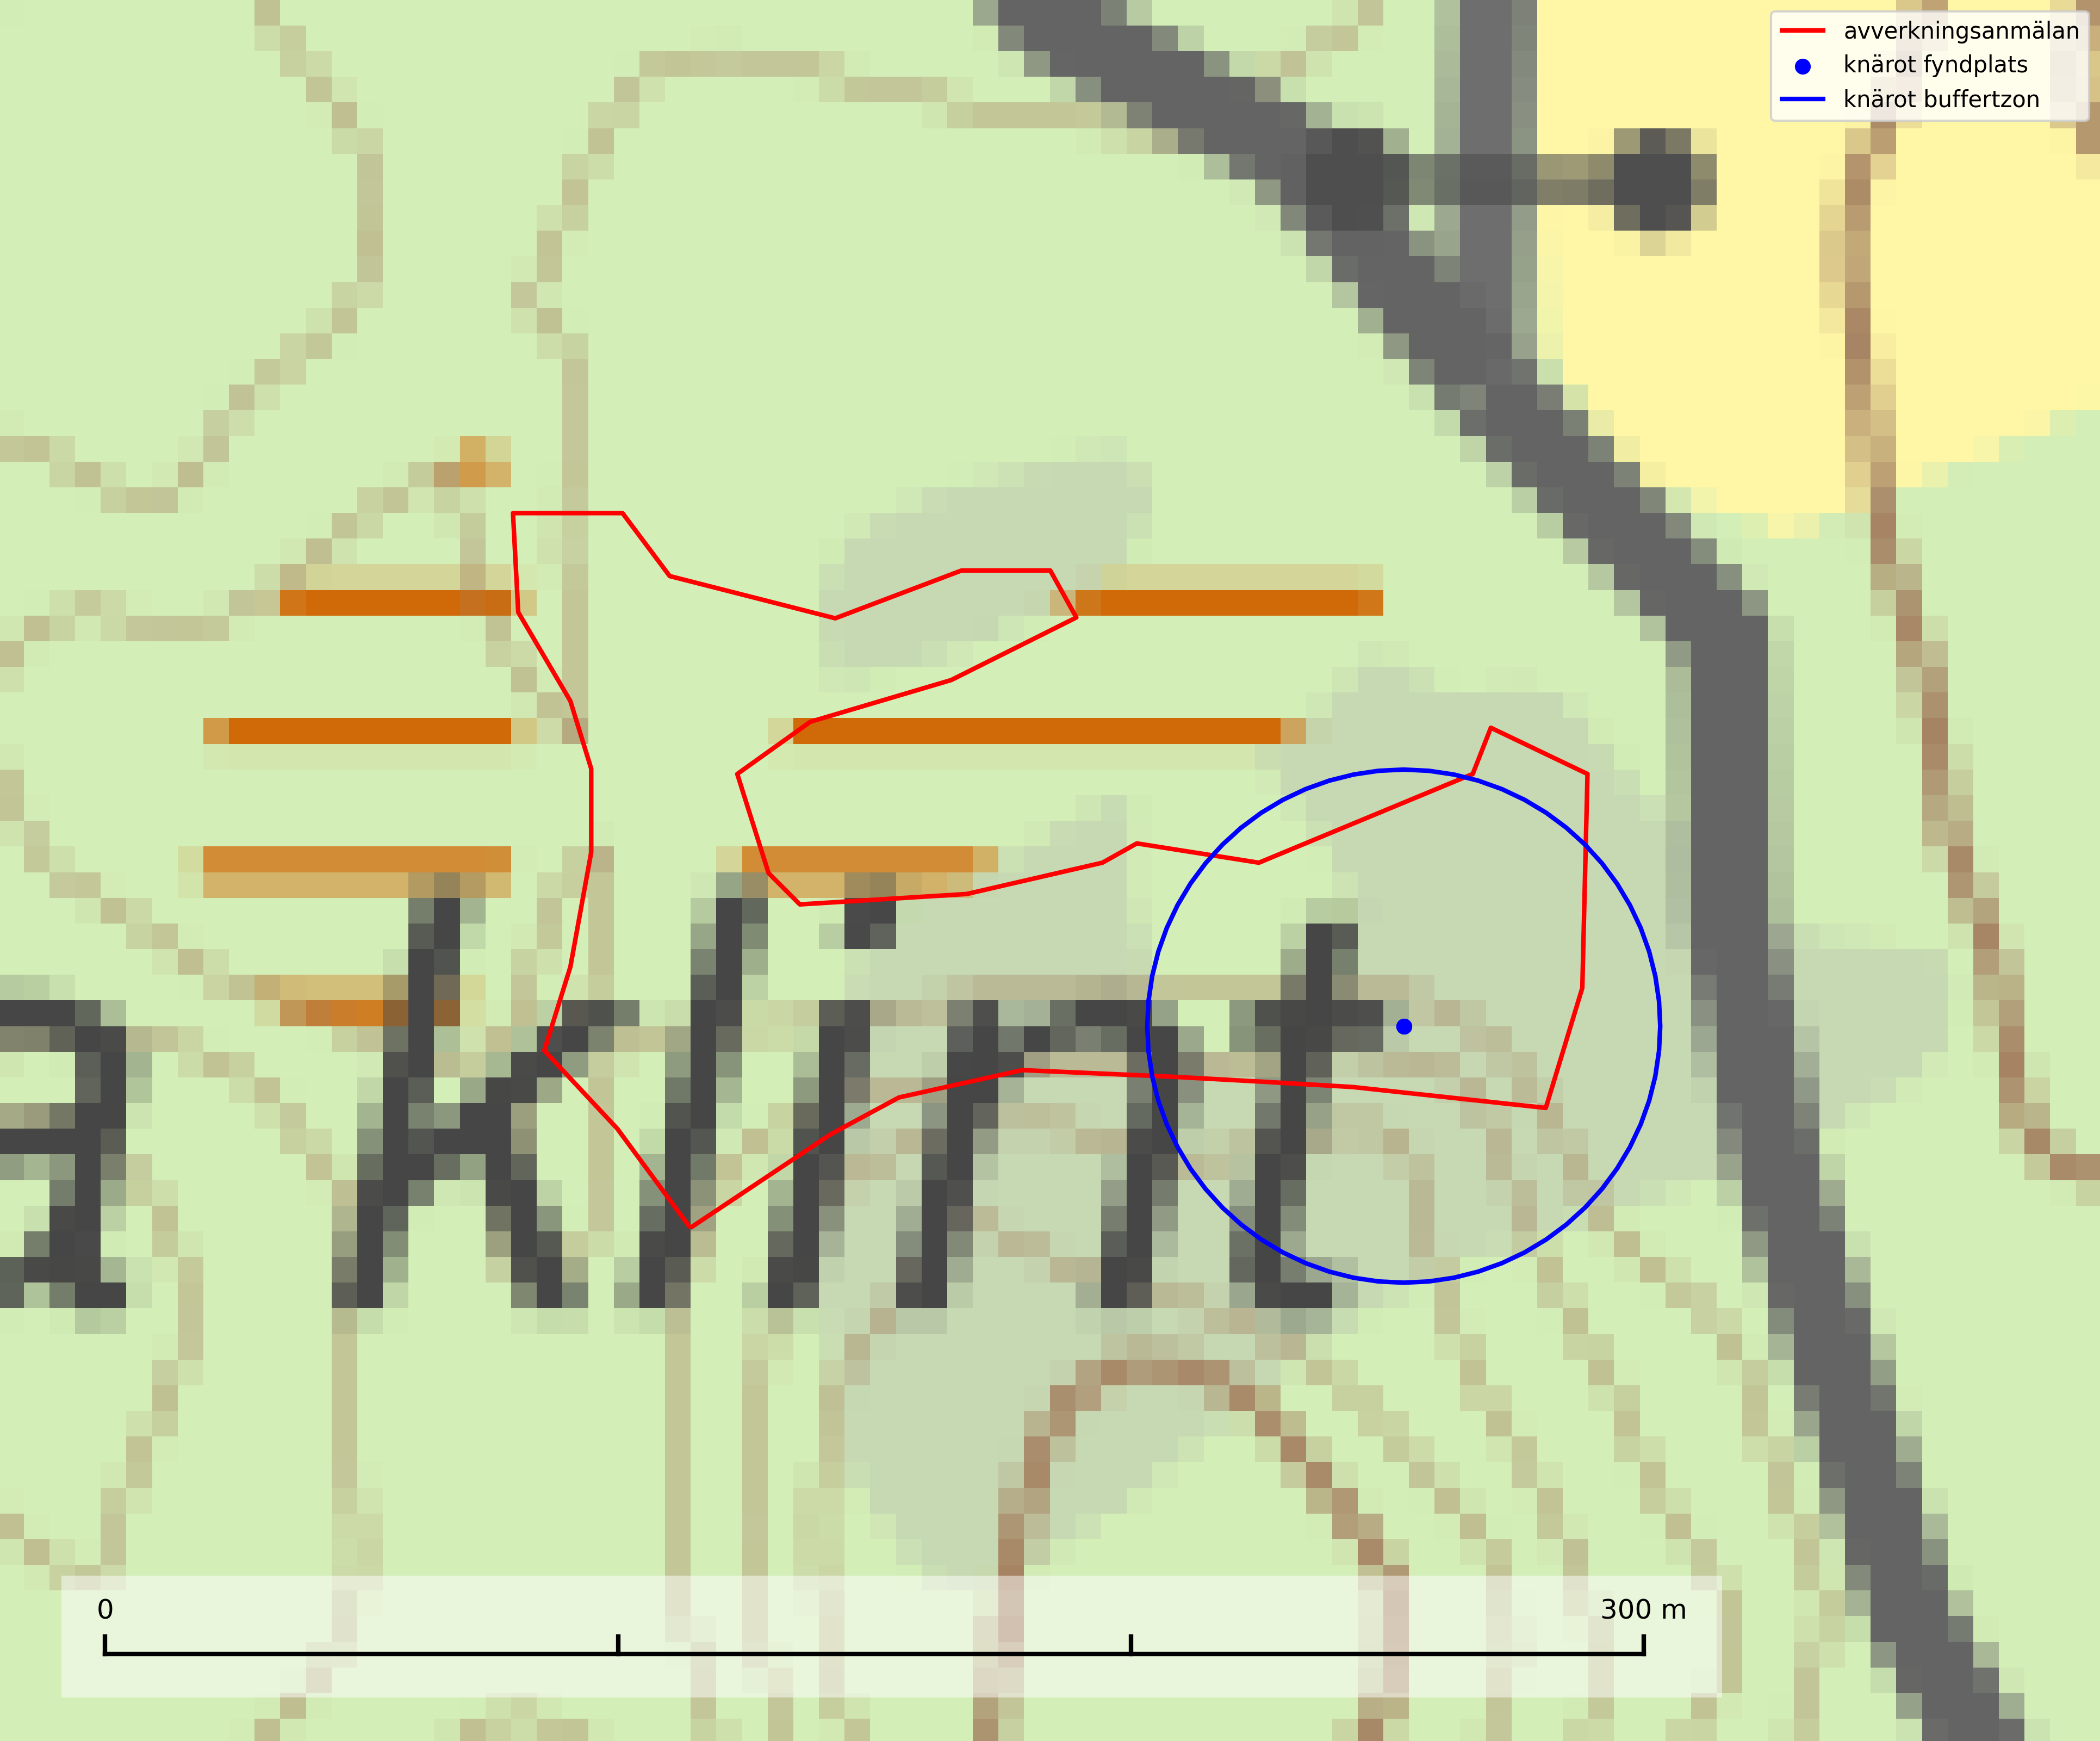 avverkningsanmälan
knärot fyndplats
knärot buffertzon
0 300 m